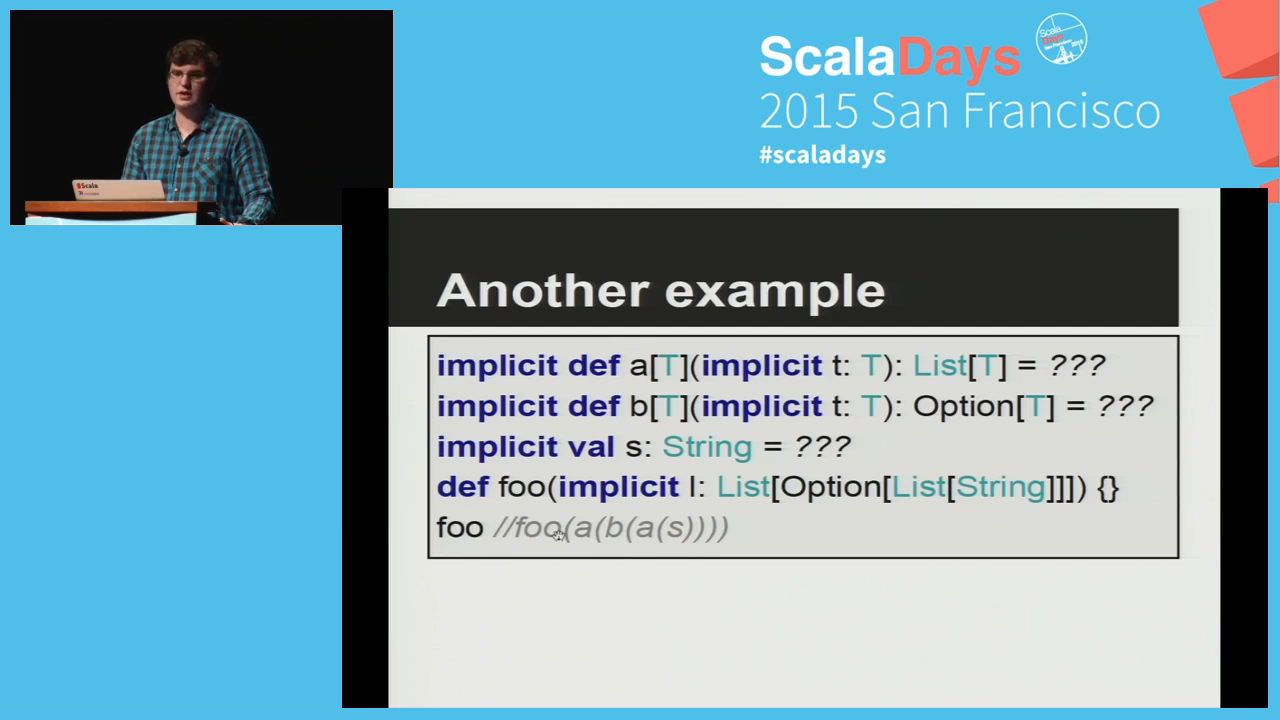 ScalaDays
2015 San Francisco
#scaladays
Scala
Another example
implicit def a[T](implicit t: T): List[T] = ???
implicit def b[T](implicit t: T): Option[T] = ???
implicit val s: String = ???
def foo(implicit l: List[Option[List[String]]]) {}
foo //foo(a(b(a(s))))